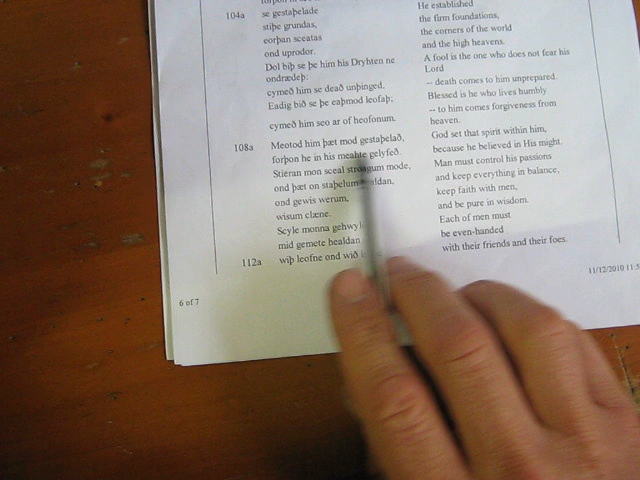 He established
104a se gestaþelade the firm foundations,
stiþe grundas, the corners of the world
eorþan sceatas and the high heavens.
ond uprodor. A fool is the one who does not fear his
Dol biþ se þe him his Dryhten ne Lord
ondrædeþ: -- death comes to him unprepared.
cymeð him se deað unþinged. Blessed is he who lives humbly
Eadig bið se þe eaþmod leofaþ; -- to him comes forgiveness from
cymeð him seo ar of heofonum. heaven.
108a Meotod him þæt mod gestaþelað, God set that spirit within him,
forþon he in his meahte gelyfeð. because he believed in His might.
Stieran mon sceal strongum mode, Man must control his passions
ond þæt on staþelum and keep everything in balance,
ond gewis werum, keep faith with men,
wisum clæne. and be pure in wisdom.
Scyle monna Each of men must
mid gemete healdan be even-handed
112a wiþ leofne ond wið with their friends and their foes.
6 of 7 11/12/2010